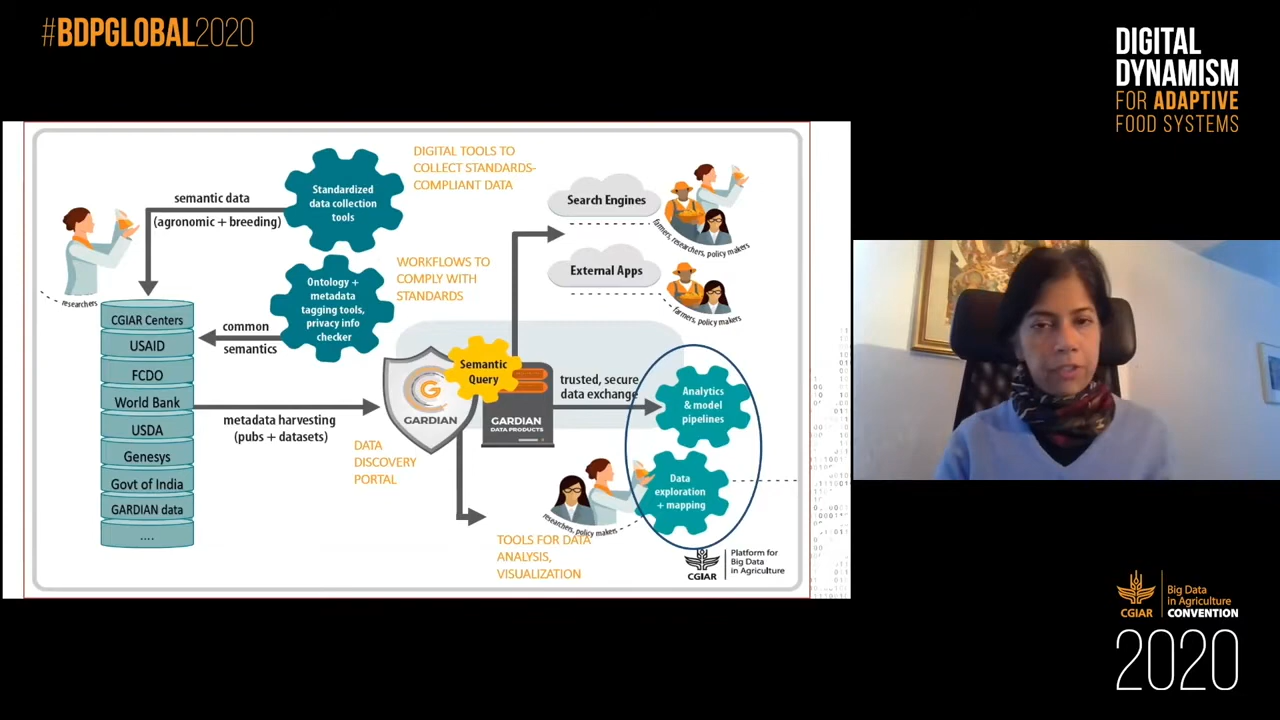 #BDPGLOBAL2020
DIGITAL
DYNAMISM
FOR ADAPTIVE
FOOD SYSTEMS
DIGITAL TOOLS TO
COLLECT STANDARDS-
COMPLIANT DATA
Standardized
data collection
tools
semantic data
(agronomic + breeding)
researchers
WORKFLOWS TO
COMPLY WITH
STANDARDS
Ontology +
metadata
tagging tools,
privacy info
checker
common
semantics
CGIAR Centers
USAID
FCDO
World Bank
USDA
Genesys
Govt of India
GARDIAN data
....
metadata harvesting
(pubs + datasets)
Search Engines
farmers, researchers, policy makers
External Apps
farmers, policy makers
Semantic
Query
G
GARDIAN
GARDIAN
DATA PRODUCTS
DATA
DISCOVERY
PORTAL
trusted, secure
data exchange
Analytics
& model
pipelines
Data
exploration
+ mapping
researchers, policy makers
TOOLS FOR DATA
ANALYSIS,
VISUALIZATION
CGIAR
Platform for
Big Data
in Agriculture
CGIAR
Big Data
in Agriculture
CONVENTION
2020